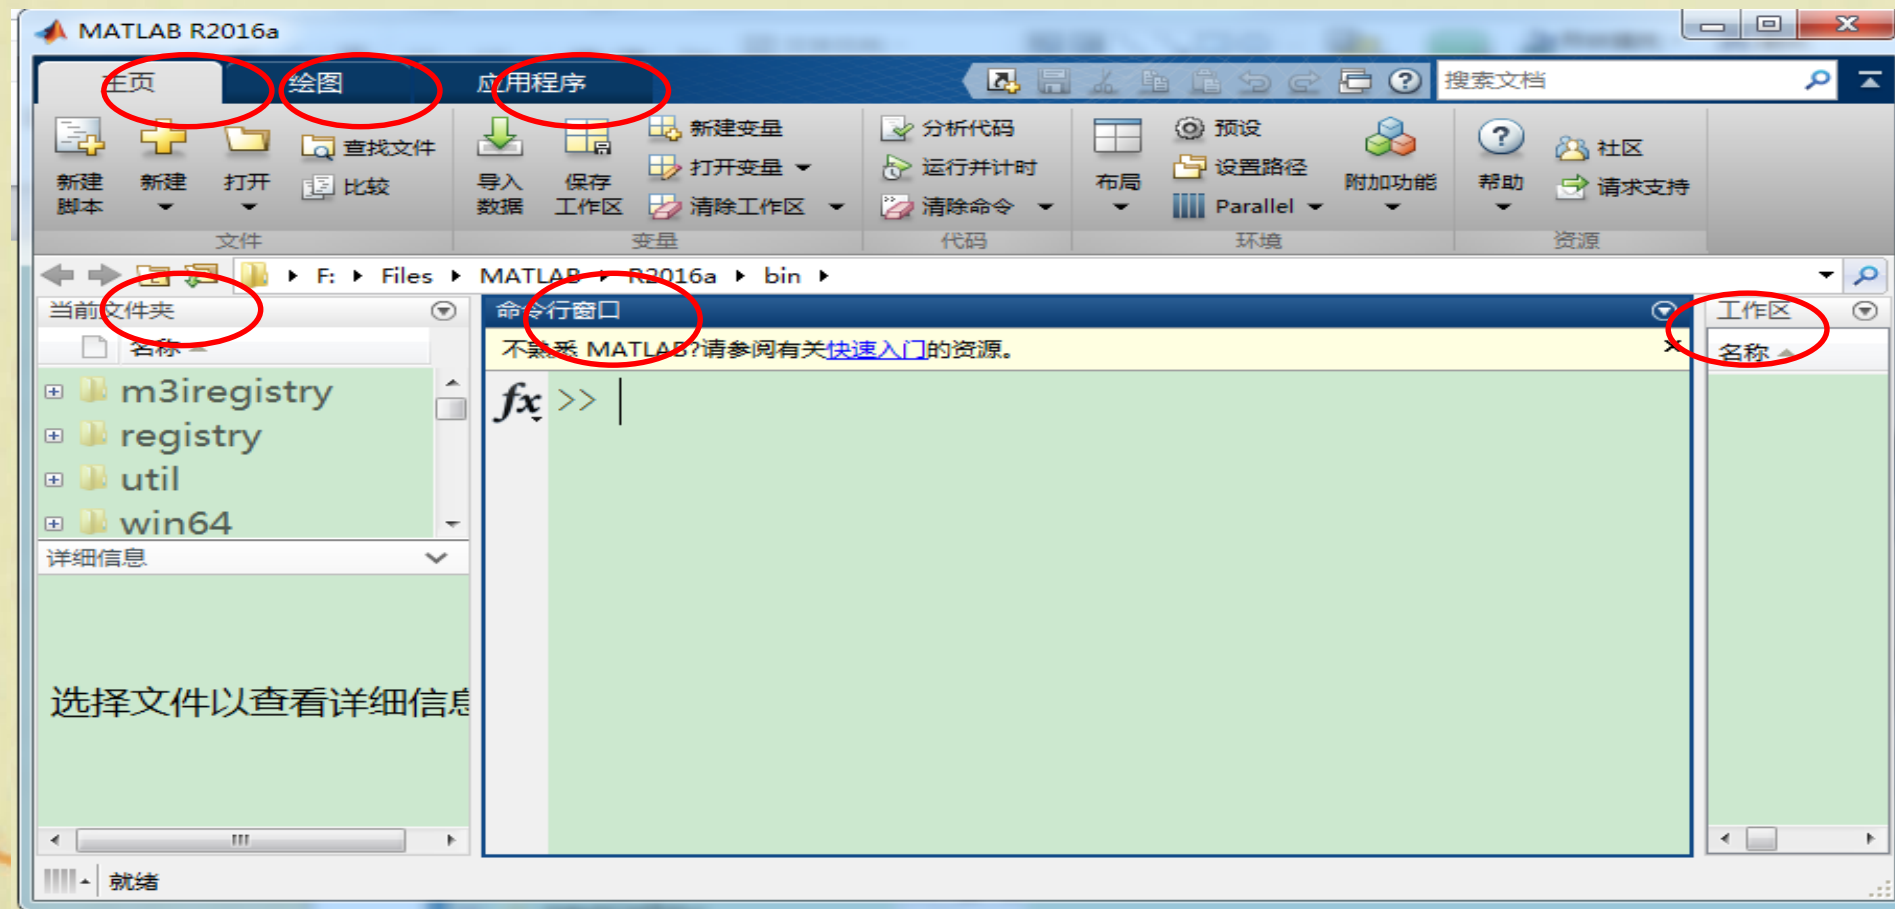 MATLAB R2016a
主页 绘图 应用程序 搜索文档
新建脚本 新建 打开 查找文件 比较 导入数据 保存工作区 新建变量 打开变量 清除工作区 分析代码 运行并计时 清除命令 布局 预设 设置路径 Parallel 附加功能 帮助 社区 请求支持
文件 变量 代码 环境 资源
F: Files MATLAB R2016a bin
当前文件夹 命令行窗口 工作区
名称 不熟悉 MATLAB?请参阅有关快速入门的资源。 名称
m3iregistry fx >>
registry
util
win64
详细信息
选择文件以查看详细信息
就绪